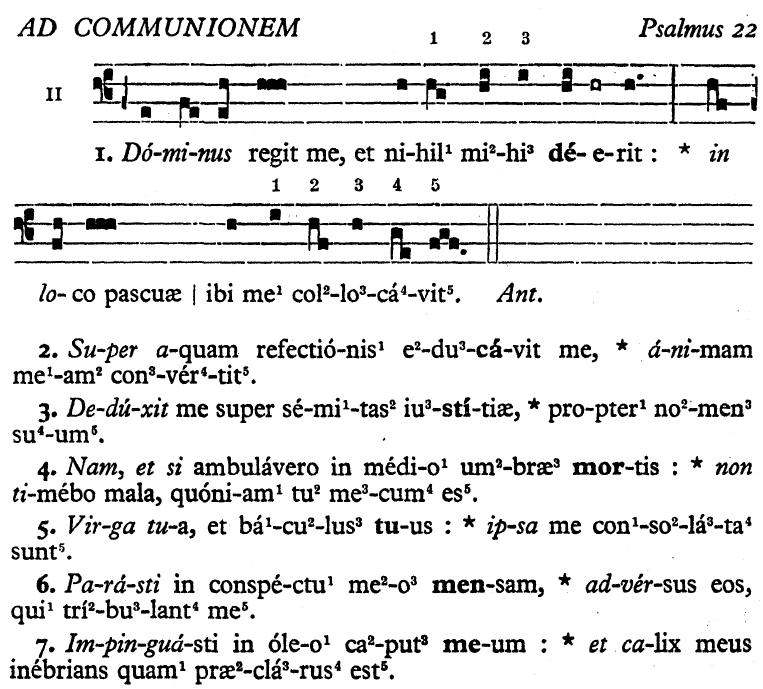 AD COMMUNIONEM Psalmus 22
1 2 3
II
1. Dó-mi-nus regit me, et ni-hil¹ mi²-hi³ dé-e-rit : * in
1 2 3 4 5
lo-co pascuæ | ibi me¹ col²-lo³-cá⁴-vit⁵. Ant.
2. Su-per a-quam refectió-nis¹ e²-du³-cá-vit me, * á-ni-mam
me¹-am² con³-vér⁴-tit⁵.
3. De-dú-xit me super sé-mi¹-tas² iu³-stí-tiæ, * pro-pter¹ no²-men³
su⁴-um⁵.
4. Nam, et si ambulávero in médi-o¹ um²-bræ³ mor-tis : * non
ti-mébo mala, quóni-am¹ tu² me³-cum⁴ es⁵.
5. Vir-ga tu-a, et bá¹-cu²-lus³ tu-us : * ip-sa me con¹-so²-lá³-ta⁴
sunt⁵.
6. Pa-rá-sti in conspé-ctu¹ me²-o³ men-sam, * ad-vér-sus eos,
qui¹ trí²-bu³-lant⁴ me⁵.
7. Im-pin-guá-sti in óle-o¹ ca²-put³ me-um : * et ca-lix meus
inébrians quam¹ præ²-clá³-rus⁴ est⁵.